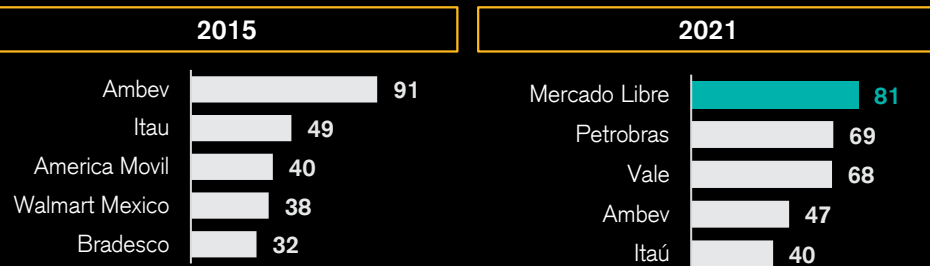 2015
Ambev 91
Itau 49
America Movil 40
Walmart Mexico 38
Bradesco 32
2021
Mercado Libre 81
Petrobras 69
Vale 68
Ambev 47
Itaú 40